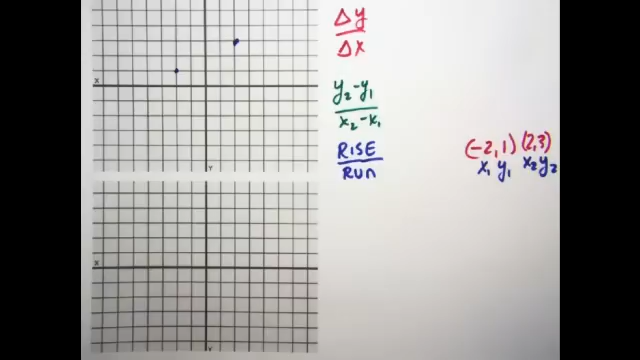 Δy
Δx
y₂-y₁
x₂-x₁
RISE
RUN
(-2,1) (2,3)
x₁ y₁ x₂ y₂
X
Y
X
Y